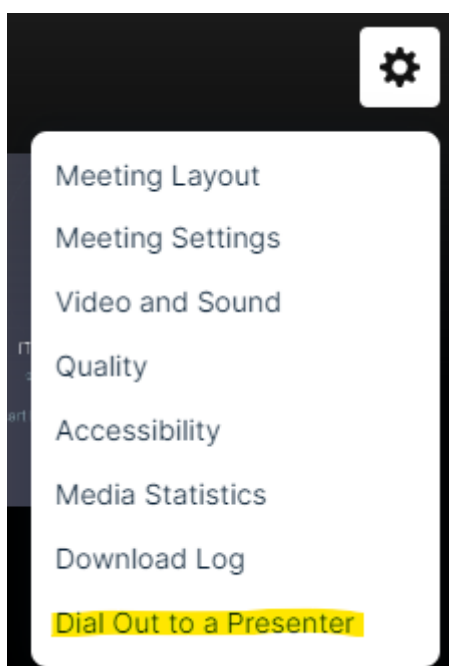 Meeting Layout
Meeting Settings
Video and Sound
Quality
Accessibility
Media Statistics
Download Log
Dial Out to a Presenter